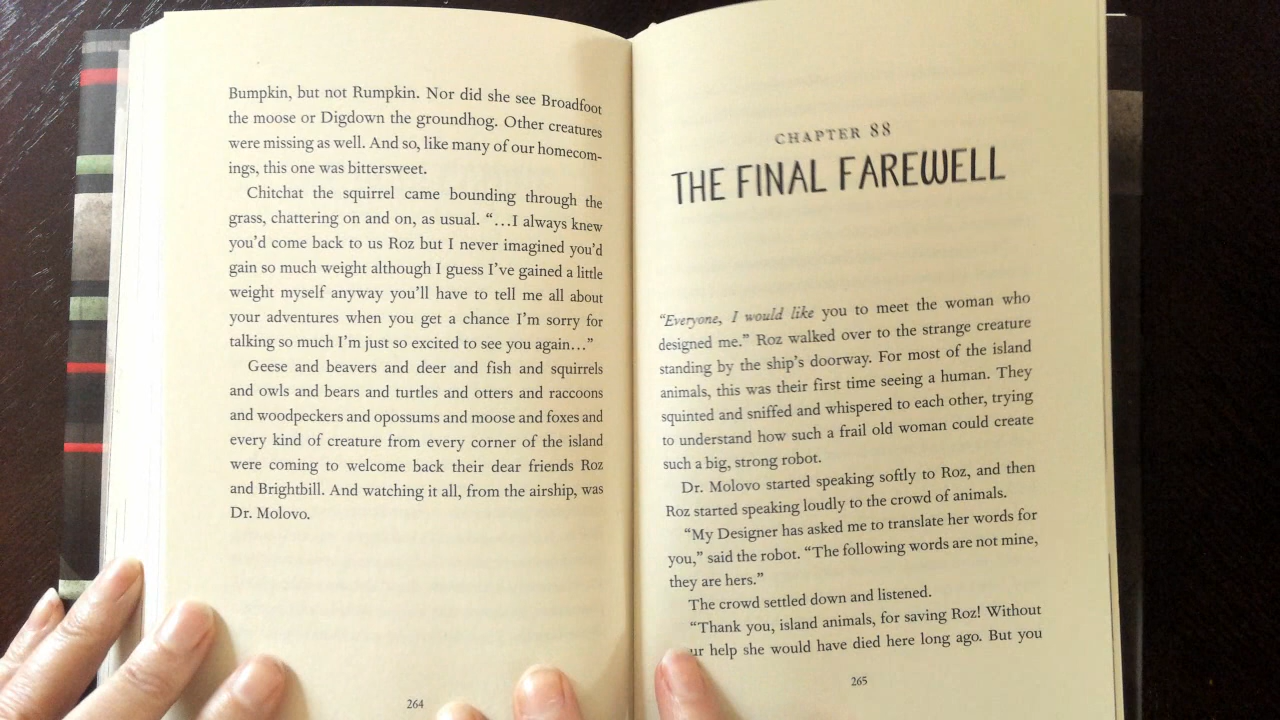 Bumpkin, but not Rumpkin. Nor did she see Broadfoot
the moose or Digdown the groundhog. Other creatures
were missing as well. And so, like many of our homecom-
ings, this one was bittersweet.
Chitchat the squirrel came bounding through the
grass, chattering on and on, as usual. “…I always knew
you’d come back to us Roz but I never imagined you’d
gain so much weight although I guess I’ve gained a little
weight myself anyway you’ll have to tell me all about
your adventures when you get a chance I’m sorry for
talking so much I’m just so excited to see you again…”
Geese and beavers and deer and fish and squirrels
and owls and bears and turtles and otters and raccoons
and woodpeckers and opossums and moose and foxes and
every kind of creature from every corner of the island
were coming to welcome back their dear friends Roz
and Brightbill. And watching it all, from the airship, was
Dr. Molovo.
264
CHAPTER 88
THE FINAL FAREWELL
“Everyone, I would like you to meet the woman who
designed me.” Roz walked over to the strange creature
standing by the ship’s doorway. For most of the island
animals, this was their first time seeing a human. They
squinted and sniffed and whispered to each other, trying
to understand how such a frail old woman could create
such a big, strong robot.
Dr. Molovo started speaking softly to Roz, and then
Roz started speaking loudly to the crowd of animals.
“My Designer has asked me to translate her words for
you,” said the robot. “The following words are not mine,
they are hers.”
The crowd settled down and listened.
“Thank you, island animals, for saving Roz! Without
ur help she would have died here long ago. But you
265